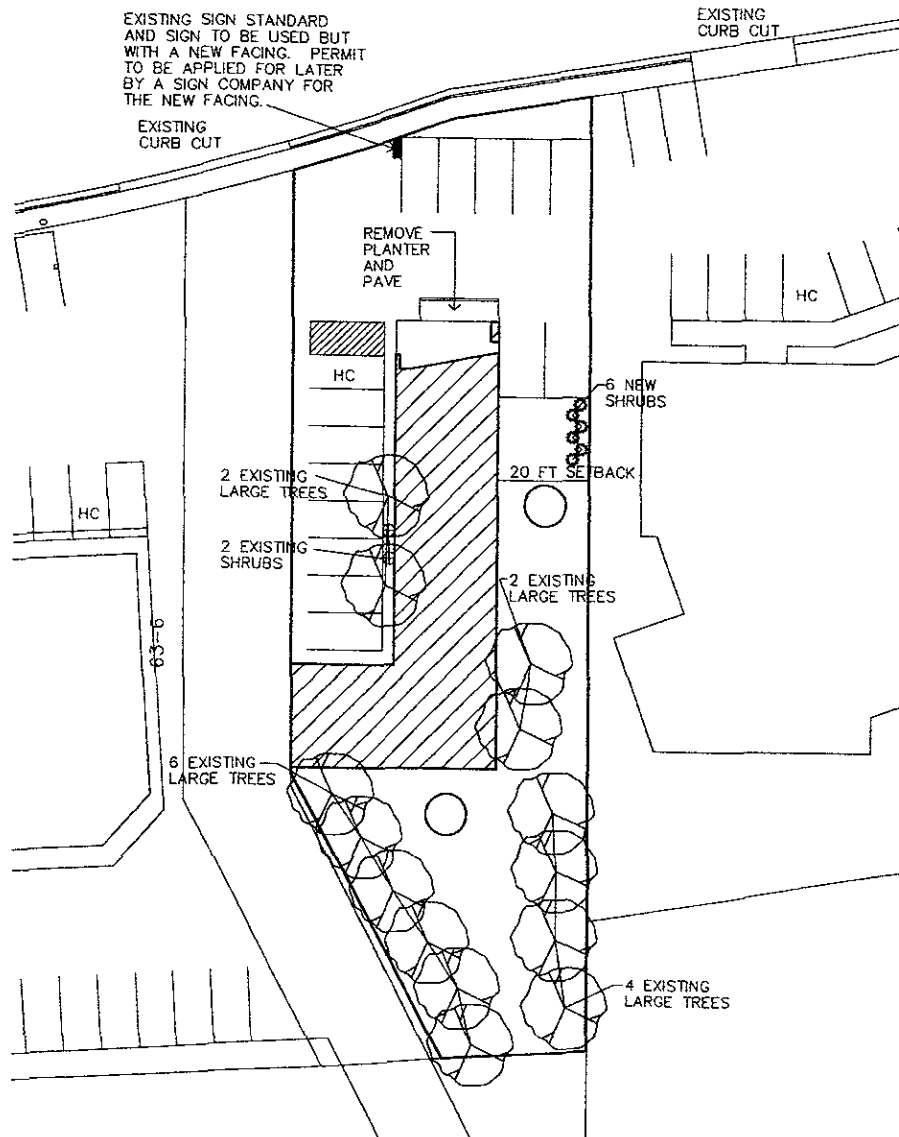 EXISTING SIGN STANDARD
AND SIGN TO BE USED BUT
WITH A NEW FACING. PERMIT
TO BE APPLIED FOR LATER
BY A SIGN COMPANY FOR
THE NEW FACING.
EXISTING
CURB CUT
EXISTING
CURB CUT
REMOVE
PLANTER
AND
PAVE
HC
HC
6 NEW
SHRUBS
20 FT SETBACK
2 EXISTING
LARGE TREES
HC
2 EXISTING
SHRUBS
2 EXISTING
LARGE TREES
63-6
6 EXISTING
LARGE TREES
4 EXISTING
LARGE TREES